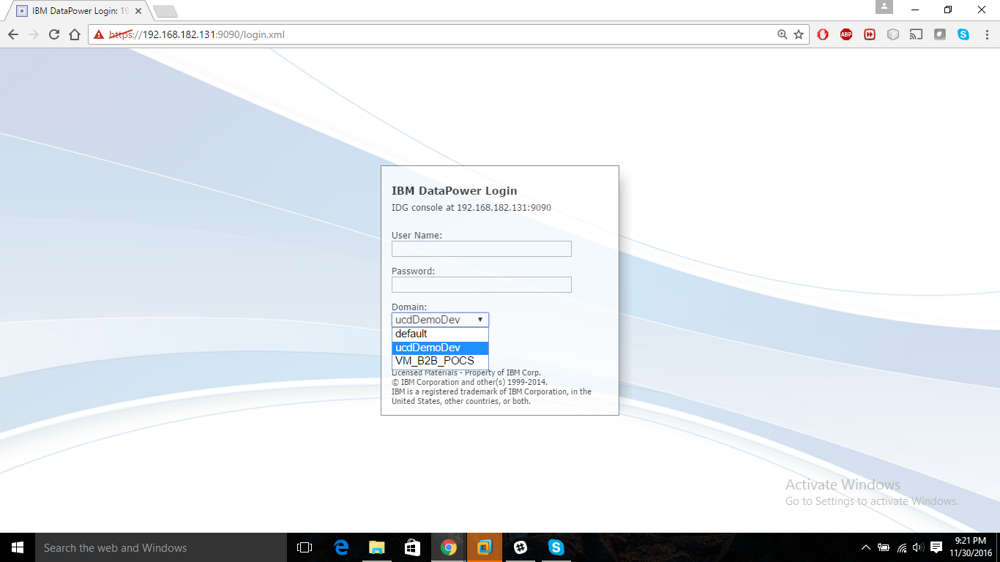 IBM DataPower Login: 19
https://192.168.182.131:9090/login.xml
ABP
IBM DataPower Login
IDG console at 192.168.182.131:9090
User Name:
Password:
Domain:
ucdDemoDev
default
ucdDemoDev
VM_B2B_POCS
Licensed Materials - Property of IBM Corp.
© IBM Corporation and other(s) 1999-2014.
IBM is a registered trademark of IBM Corporation, in the
United States, other countries, or both.
Activate Windows
Go to Settings to activate Windows.
Search the web and Windows
9:21 PM
11/30/2016